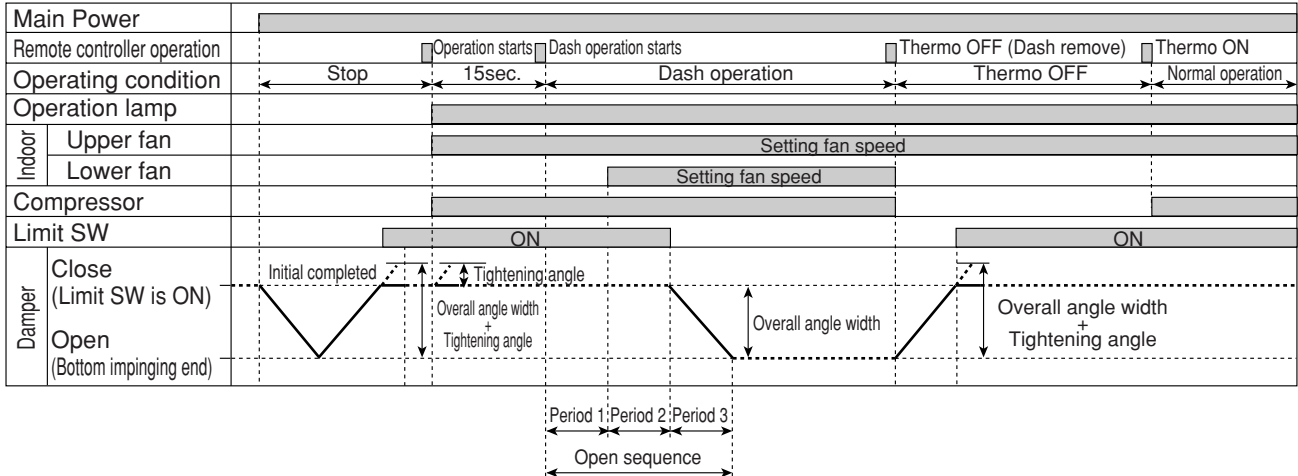 Main Power
Remote controller operation
Operation starts
Dash operation starts
Thermo OFF (Dash remove)
Thermo ON
Operating condition
Stop
15sec.
Dash operation
Thermo OFF
Normal operation
Operation lamp
Indoor
Upper fan
Setting fan speed
Lower fan
Setting fan speed
Compressor
Limit SW
ON
ON
Damper
Close
(Limit SW is ON)
Initial completed
Tightening angle
Overall angle width
+
Tightening angle
Overall angle width
Overall angle width
+
Tightening angle
Open
(Bottom impinging end)
Period 1
Period 2
Period 3
Open sequence